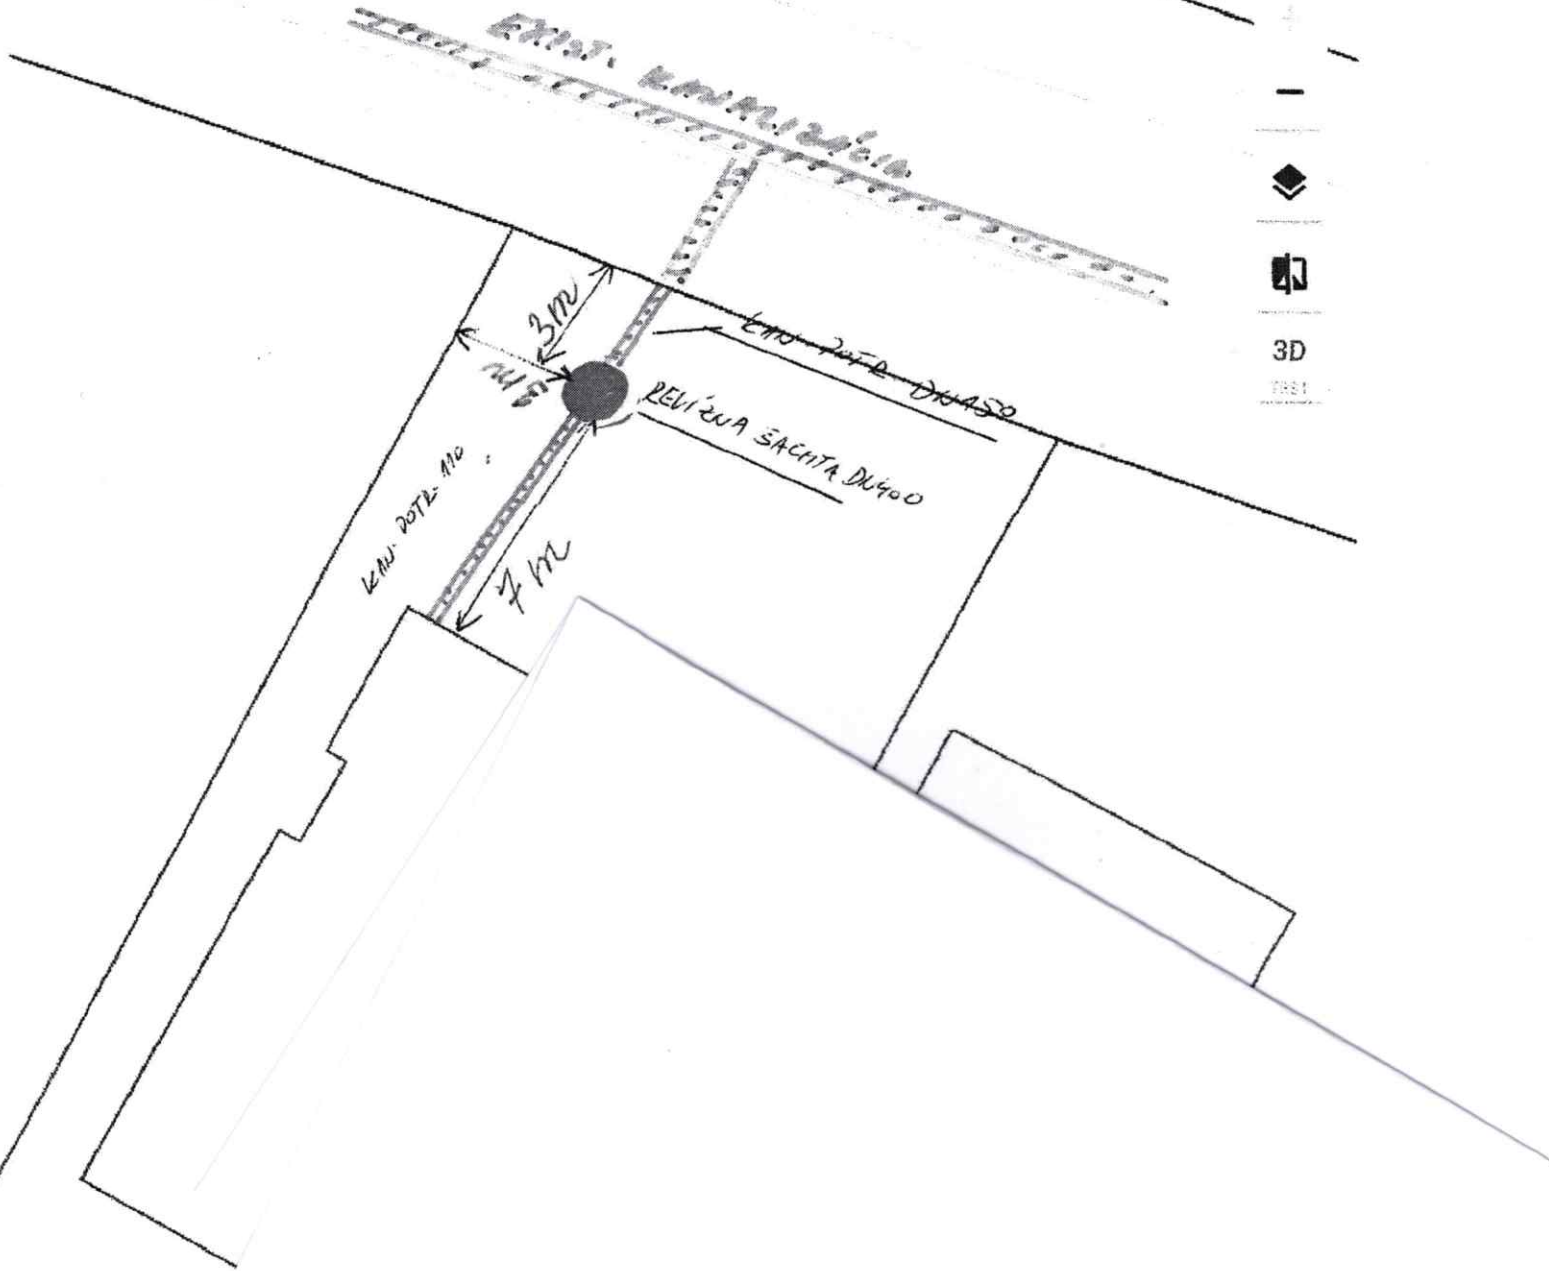 EXIST. KANALIZÁCIA
3m
KAN. POTR. DN150
REVÍZNA ŠACHTA DN400
KAN. POTR. 110
7m
3D